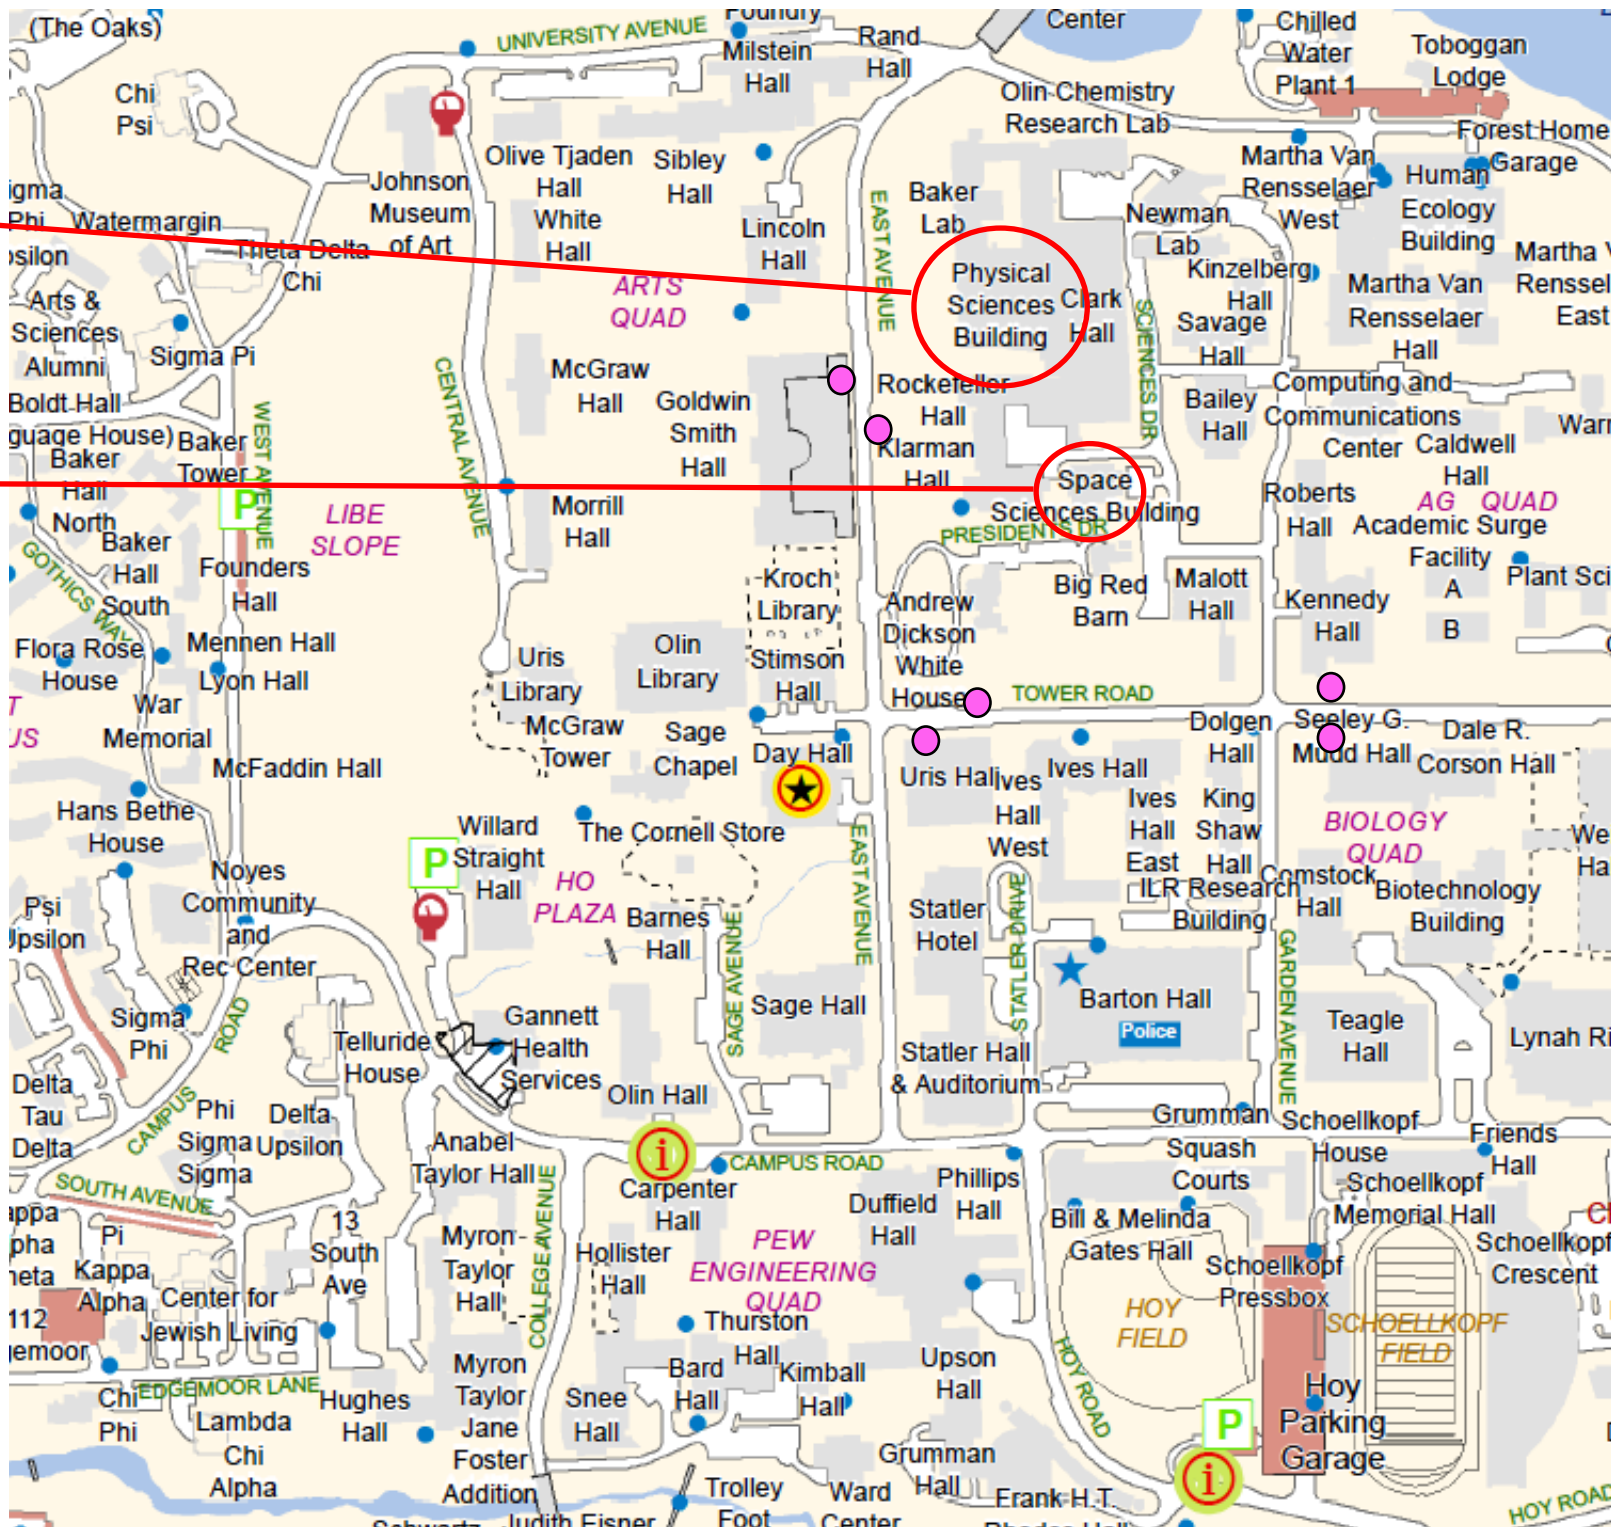 (The Oaks)
UNIVERSITY AVENUE
Foundry
Milstein
Hall
Rand
Hall
Center
Chilled
Water
Plant 1
Toboggan
Lodge
Chi
Psi
Olin Chemistry
Research Lab
Forest Home
Garage
Olive Tjaden
Hall
Sibley
Hall
Martha Van
Rensselaer
West
Human
Ecology
Building
Johnson
Museum
of Art
Phi
Watermargin
Theta Delta
Chi
White
Hall
Lincoln
Hall
EAST AVENUE
Baker
Lab
Newman
Lab
Kinzelberg
Hall
Martha Van
Rensselaer
Hall
Martha V
Rensse
East
Physical
Sciences
Building
Clark
Hall
SCIENCES DR
Savage
Hall
ARTS
QUAD
Arts &
Sciences
Alumni
Sigma Pi
CENTRAL AVENUE
McGraw
Hall
Goldwin
Smith
Hall
Rockefeller
Hall
Klarman
Hall
Bailey
Hall
Computing and
Communications
Center
Caldwell
Hall
Boldt Hall
guage House)
Baker
Tower
WEST AVENUE
Baker
Hall
North
P
LIBE
SLOPE
Morrill
Hall
Space
Sciences Building
PRESIDENTS DR
Roberts
Hall
AG QUAD
Academic Surge
Facility
A
B
Plant Sci
GOTHICS WAY
Baker
Hall
South
Founders
Hall
Kroch
Library
Andrew
Dickson
White
House
Big Red
Barn
Malott
Hall
Kennedy
Hall
Flora Rose
House
Mennen Hall
Lyon Hall
Uris
Library
Olin
Library
Stimson
Hall
TOWER ROAD
War
Memorial
McGraw
Tower
Sage
Chapel
Day Hall
Dolgen
Hall
Seeley G.
Mudd Hall
Dale R.
Corson Hall
McFaddin Hall
Uris Hall
Ives
Hall
West
Ives Hall
Ives
Hall
East
King
Shaw
Hall
BIOLOGY
QUAD
Hans Bethe
House
The Cornell Store
EAST AVENUE
Willard
Straight
Hall
P
HO
PLAZA
Barnes
Hall
SAGE AVENUE
Statler
Hotel
STATLER DRIVE
ILR Research
Building
Comstock
Hall
Biotechnology
Building
GARDEN AVENUE
Noyes
Community
and
Rec Center
Psi
Upsilon
Sigma
Phi
CAMPUS
ROAD
Telluride
House
Gannett
Health
Services
Sage Hall
Barton Hall
Police
Teagle
Hall
Lynah Ri
Statler Hall
& Auditorium
Olin Hall
Delta
Tau
Delta
Phi
Sigma
Sigma
Delta
Upsilon
Anabel
Taylor Hall
COLLEGE AVENUE
i
CAMPUS ROAD
Carpenter
Hall
Grumman
Squash
Courts
Schoellkopf
House
Friends
Hall
Schoellkopf
Memorial Hall
SOUTH AVENUE
Pi
Kappa
Alpha
13
South
Ave
Myron
Taylor
Hall
Hollister
Hall
PEW
ENGINEERING
QUAD
Duffield
Hall
Phillips
Hall
Bill & Melinda
Gates Hall
Schoellkopf
Pressbox
Schoellkopf
Crescent
112
Center for
Jewish Living
Thurston
Hall
HOY
FIELD
SCHOELLKOPF
FIELD
EDGEMOOR LANE
Chi
Phi
Lambda
Chi
Alpha
Hughes
Hall
Myron
Taylor
Jane
Foster
Addition
Snee
Hall
Bard
Hall
Kimball
Hall
Upson
Hall
HOY ROAD
P
Hoy
Parking
Garage
Grumman
Hall
i
Trolley
Foot
Ward
Center
Frank H.T.
Rhodes Hall
HOY ROAD
Schwartz
Judith Eisner